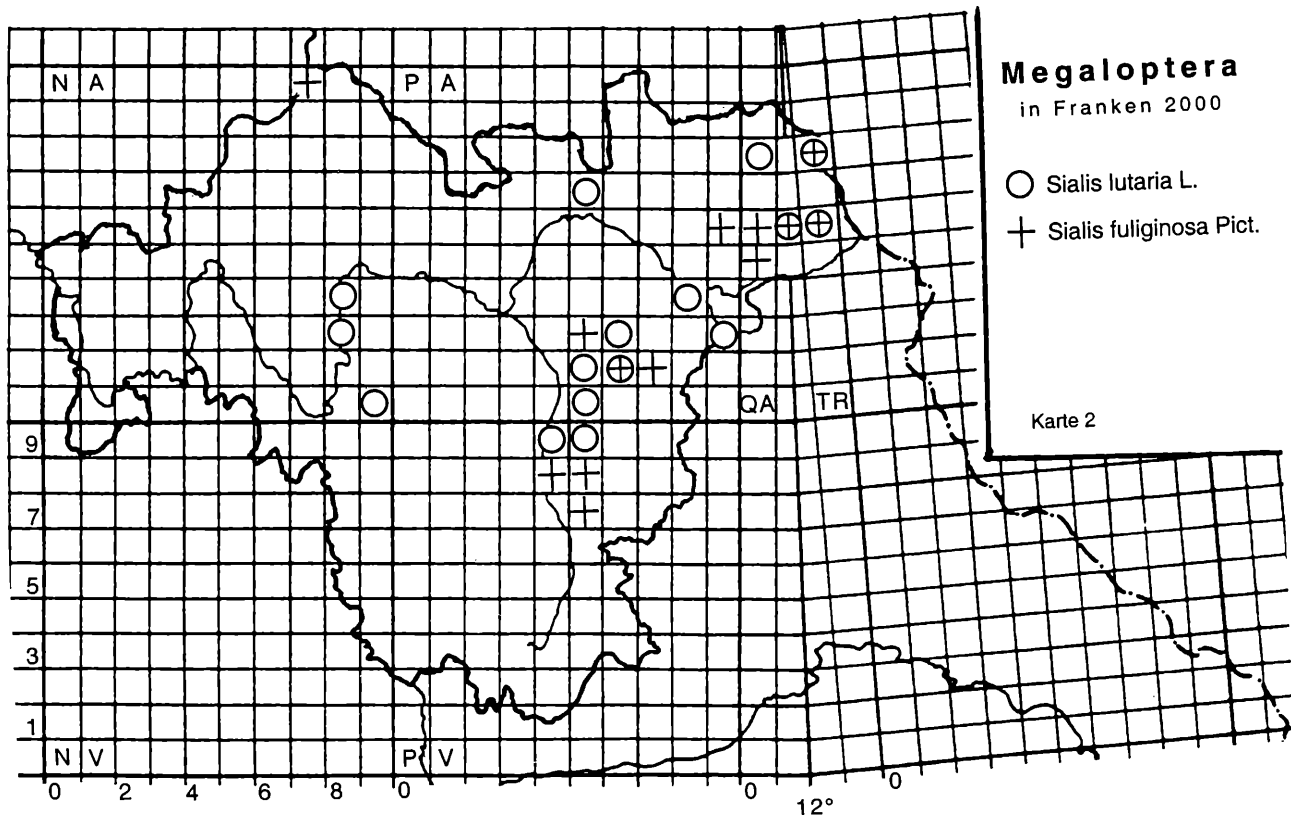 Megaloptera
in Franken 2000
Sialis lutaria L.
Sialis fuliginosa Pict.
Karte 2
N A
P A
QA
TR
9
7
5
3
1
N V
P V
0 2 4 6 8 0 0 0
12°